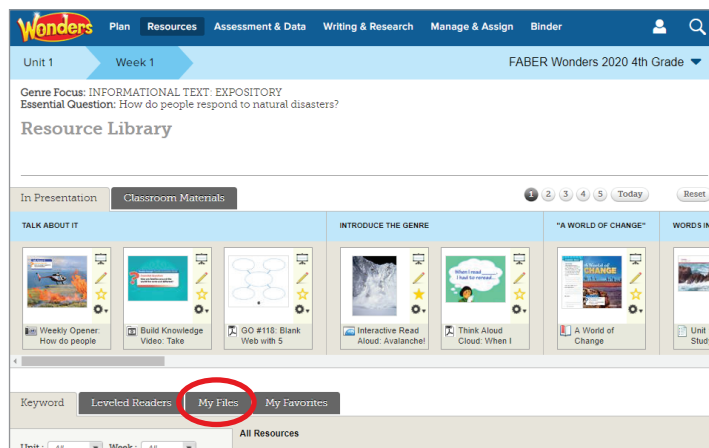 Wonders Plan Resources Assessment & Data Writing & Research Manage & Assign Binder
Unit 1 Week 1 FABER Wonders 2020 4th Grade
Genre Focus: INFORMATIONAL TEXT: EXPOSITORY
Essential Question: How do people respond to natural disasters?
Resource Library
In Presentation Classroom Materials 1 2 3 4 5 Today Reset
TALK ABOUT IT INTRODUCE THE GENRE "A WORLD OF CHANGE" WORDS IN
When I read
I had to reread...
CHANGE
Weekly Opener: Build Knowledge GO #118: Blank Interactive Read Think Aloud A World of Unit
How do people Video: Take Web with 5 Aloud: Avalanche! Cloud: When I Change Stud
Keyword Leveled Readers My Files My Favorites
All Resources
Unit : All Week : All